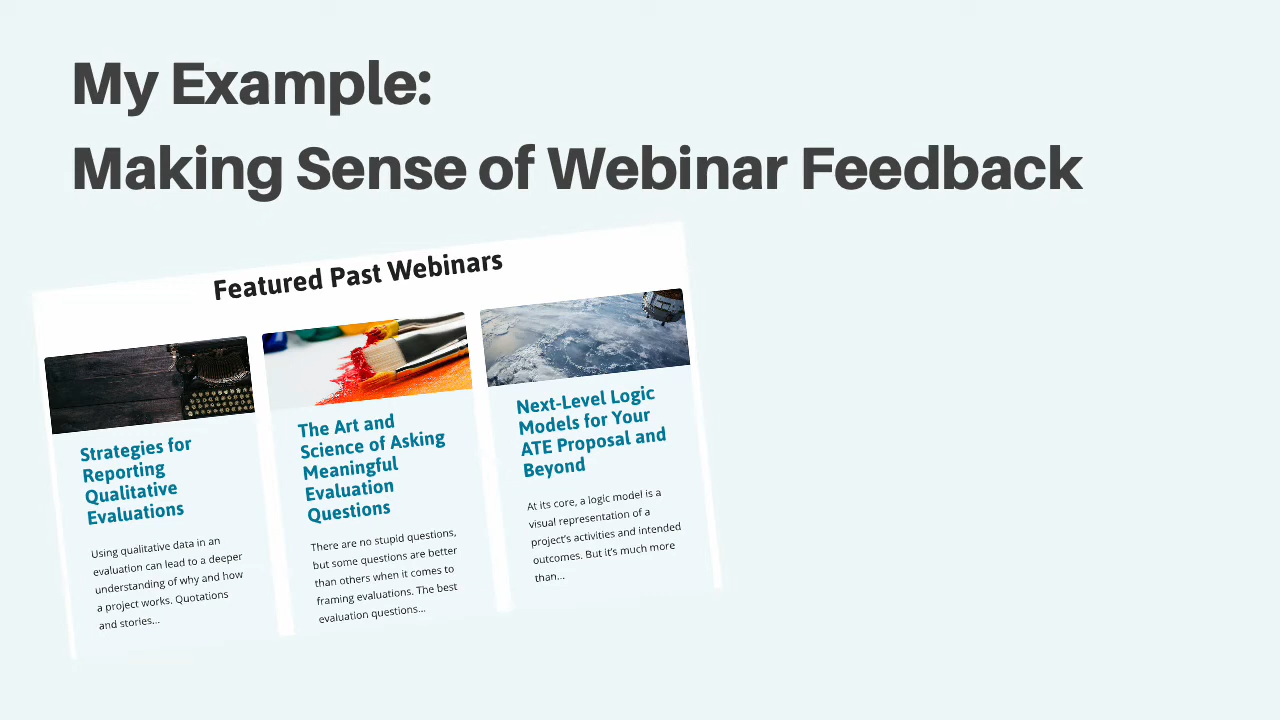 My Example:
Making Sense of Webinar Feedback
Featured Past Webinars
Strategies for
Reporting
Qualitative
Evaluations
Using qualitative data in an
evaluation can lead to a deeper
understanding of why and how
a project works. Quotations
and stories...
The Art and
Science of Asking
Meaningful
Evaluation
Questions
There are no stupid questions,
but some questions are better
than others when it comes to
framing evaluations. The best
evaluation questions...
Next-Level Logic
Models for Your
ATE Proposal and
Beyond
At its core, a logic model is a
visual representation of a
project's activities and intended
outcomes. But it's much more
than...